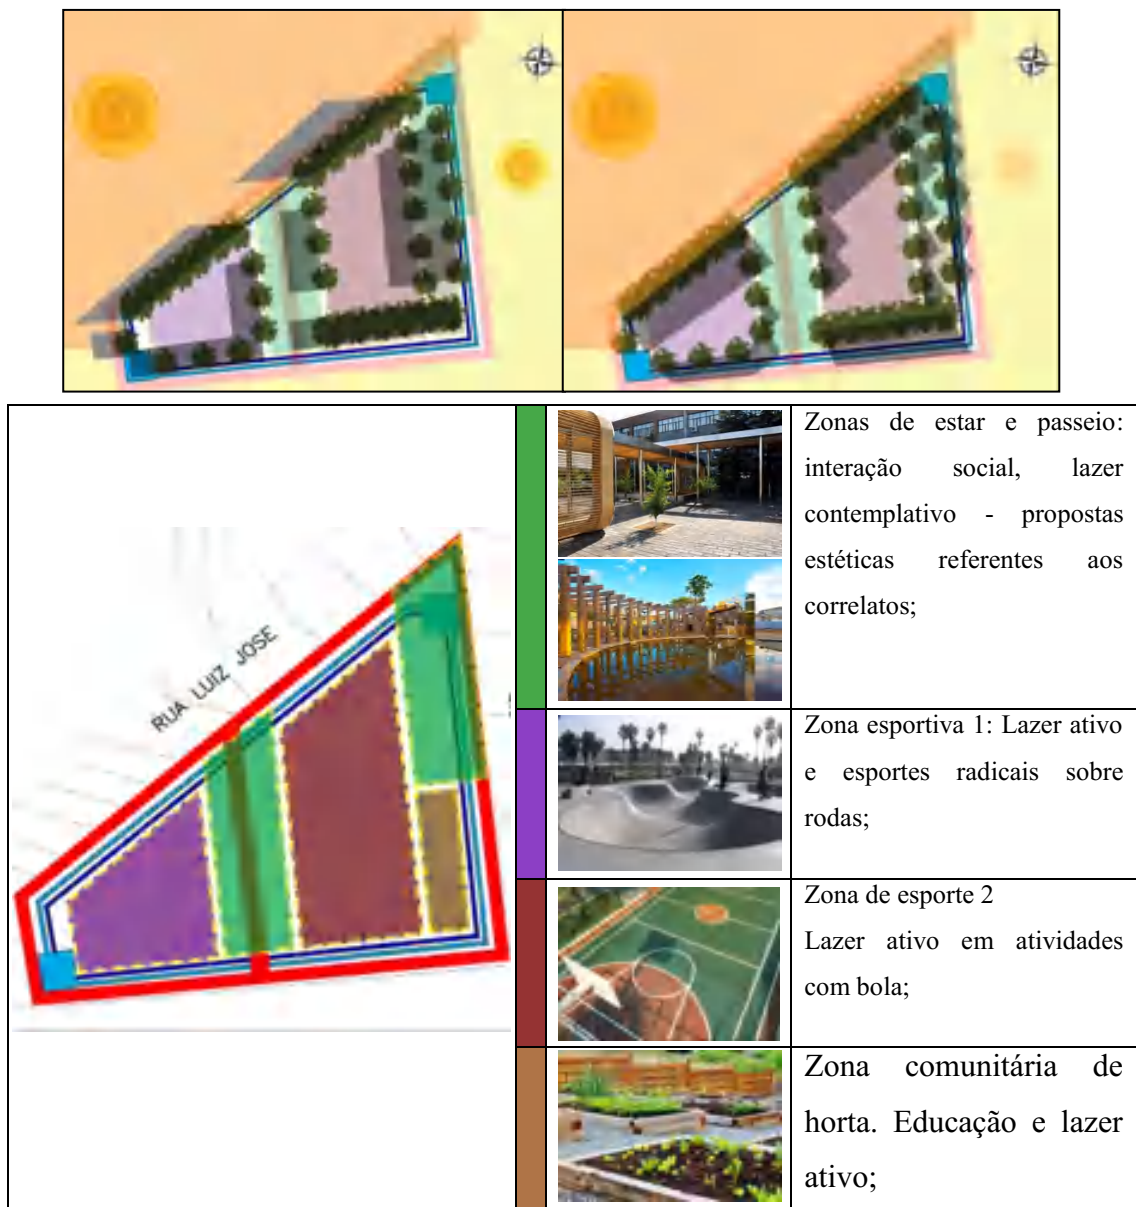 Zonas de estar e passeio:
interação social, lazer
contemplativo - propostas
estéticas referentes aos
correlatos;
RUA LUIZ JOSE
Zona esportiva 1: Lazer ativo
e esportes radicais sobre
rodas;
Zona de esporte 2
Lazer ativo em atividades
com bola;
Zona comunitária de
horta. Educação e lazer
ativo;